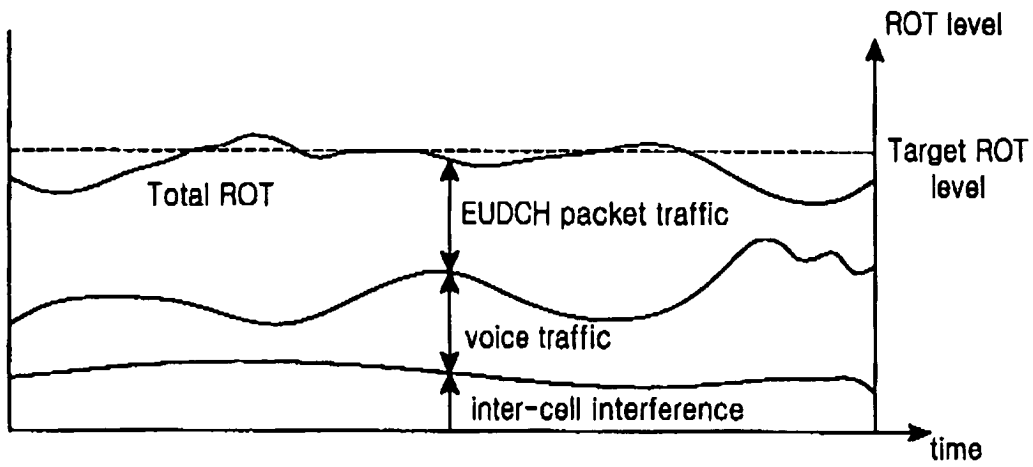 ROT level
Target ROT
level
Total ROT
EUDCH packet traffic
voice traffic
inter-cell interference
time